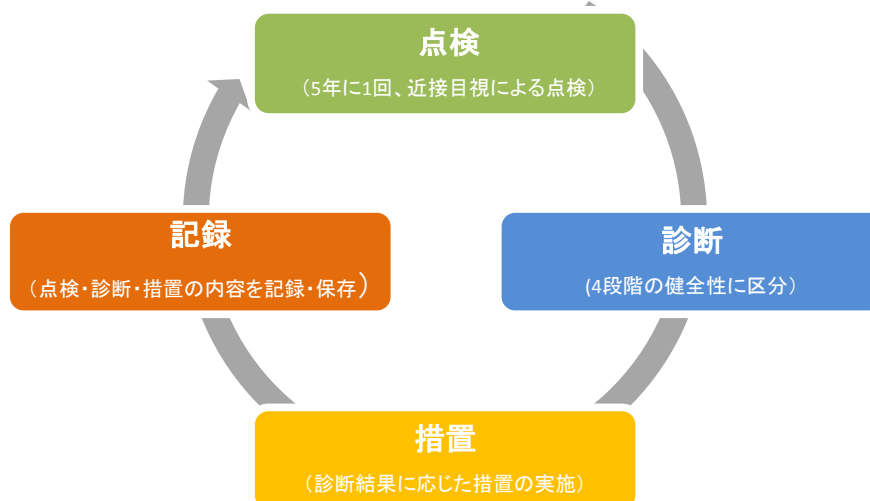 点検
（5年に1回、近接目視による点検）
記録
（点検・診断・措置の内容を記録・保存）
診断
(4段階の健全性に区分）
措置
（診断結果に応じた措置の実施）